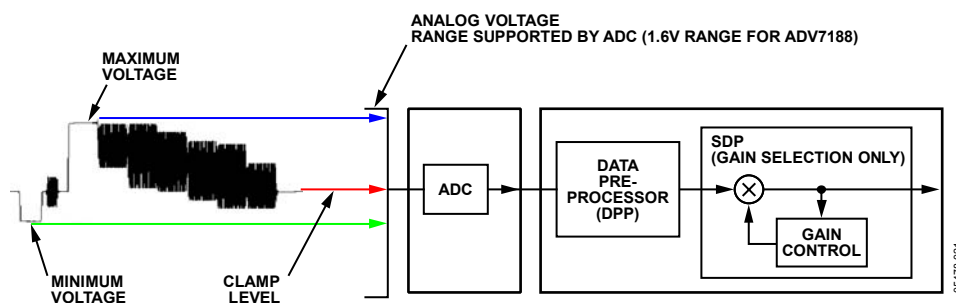 ANALOG VOLTAGE
RANGE SUPPORTED BY ADC (1.6V RANGE FOR ADV7188)
MAXIMUM
VOLTAGE
SDP
(GAIN SELECTION ONLY)
DATA
PRE-
PROCESSOR
(DPP)
ADC
GAIN
CONTROL
MINIMUM
VOLTAGE
CLAMP
LEVEL